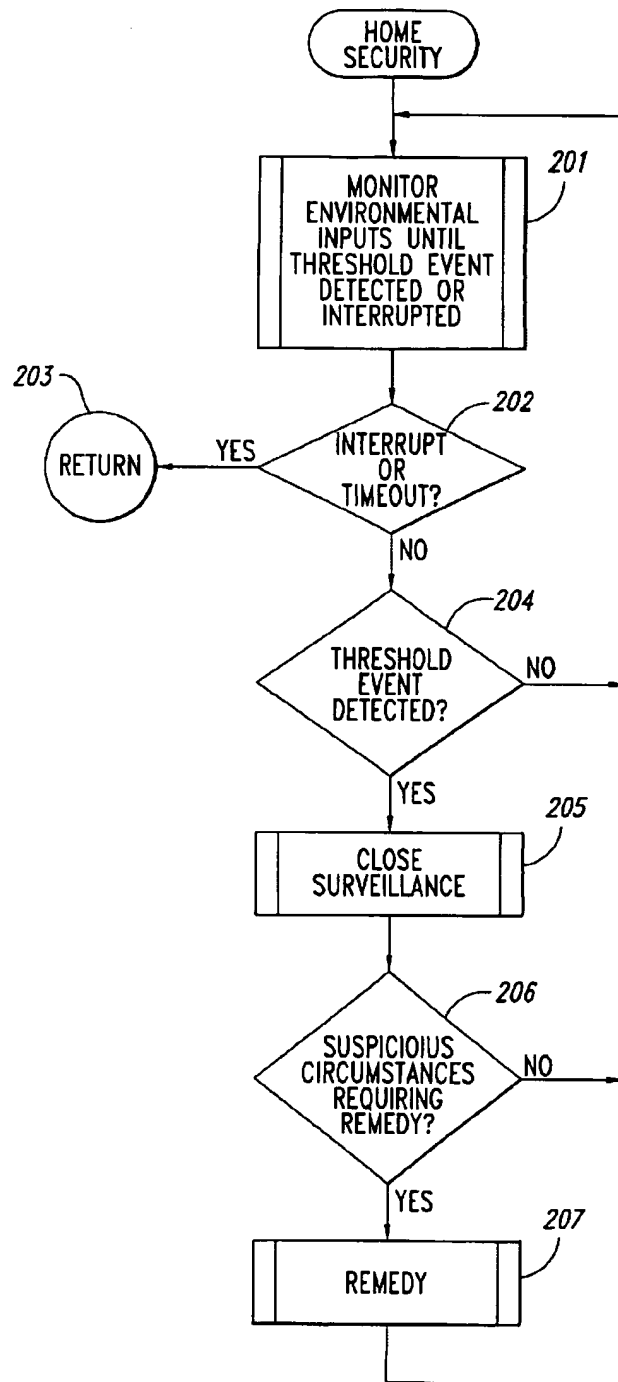 HOME
SECURITY
201
MONITOR
ENVIRONMENTAL
INPUTS UNTIL
THRESHOLD EVENT
DETECTED OR
INTERRUPTED
203
RETURN
YES
202
INTERRUPT
OR
TIMEOUT?
NO
204
THRESHOLD
EVENT
DETECTED?
NO
YES
205
CLOSE
SURVEILLANCE
206
SUSPICIOIUS
CIRCUMSTANCES
REQUIRING
REMEDY?
NO
YES
207
REMEDY